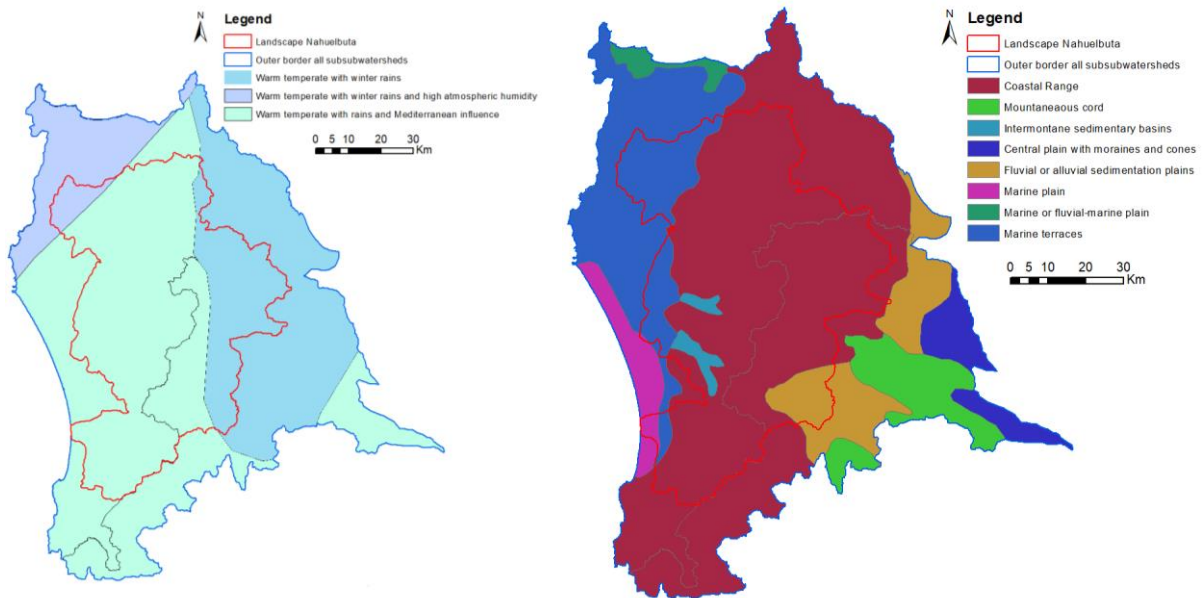 N
Legend
Landscape Nahuelbuta
Outer border all subsubwatersheds
Warm temperate with winter rains
Warm temperate with winter rains and high atmospheric humidity
Warm temperate with rains and Mediterranean influence
0 5 10 20 30
Km
N
Legend
Landscape Nahuelbuta
Outer border all subsubwatersheds
Coastal Range
Mountaneaous cord
Intermontane sedimentary basins
Central plain with moraines and cones
Fluvial or alluvial sedimentation plains
Marine plain
Marine or fluvial-marine plain
Marine terraces
0 5 10 20 30
Km